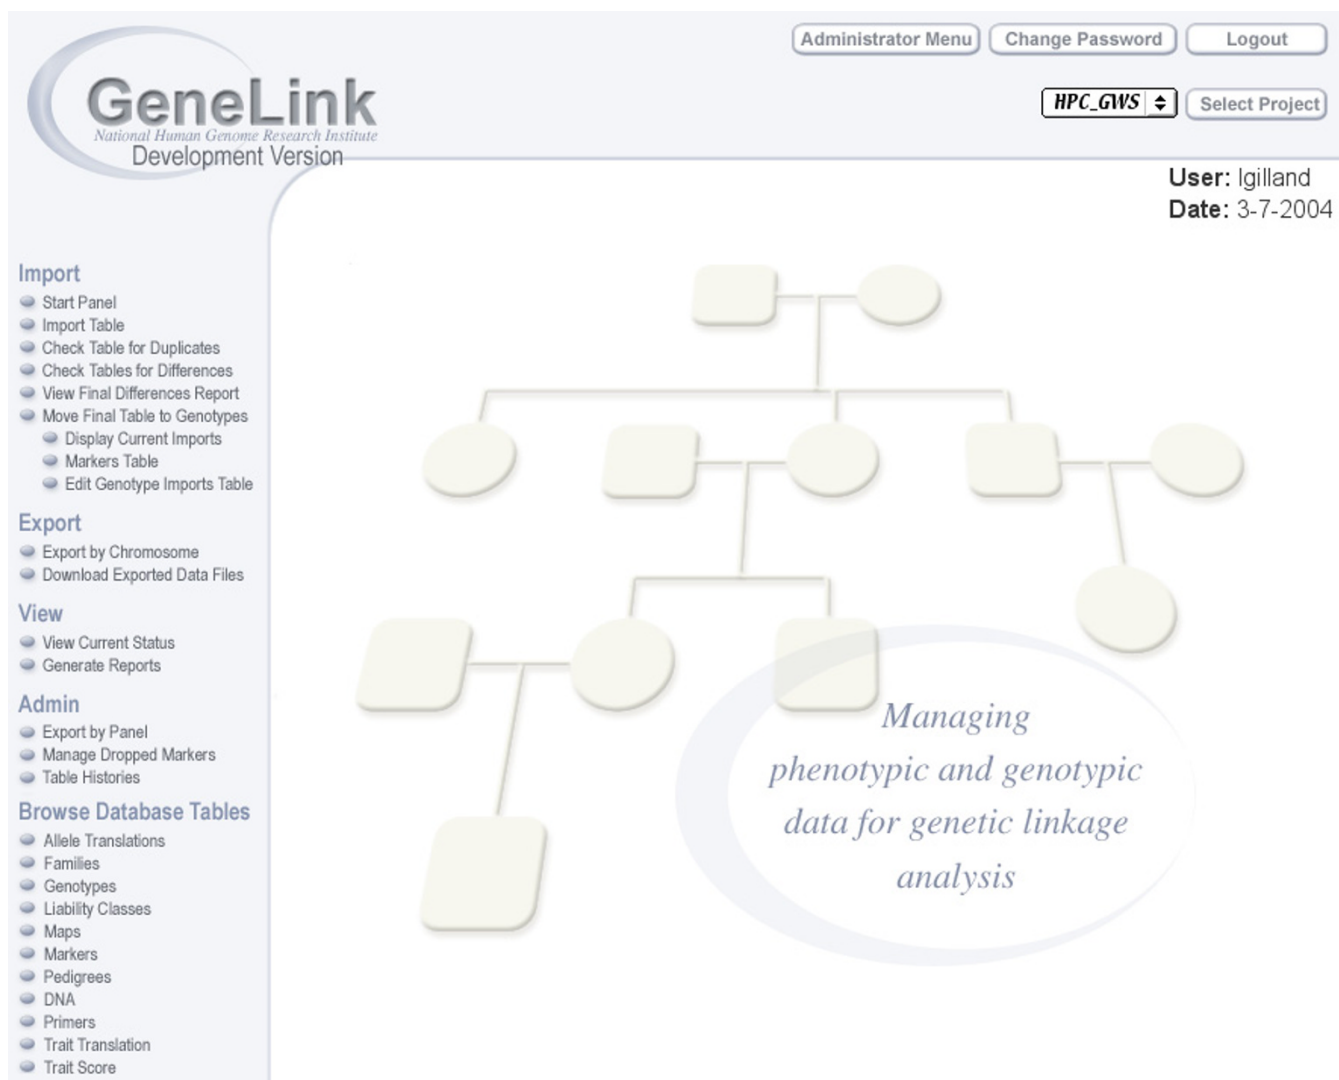 Administrator Menu
Change Password
Logout
GeneLink
National Human Genome Research Institute
Development Version
HPC_GWS
Select Project
User: lgilland
Date: 3-7-2004
Import
Start Panel
Import Table
Check Table for Duplicates
Check Tables for Differences
View Final Differences Report
Move Final Table to Genotypes
Display Current Imports
Markers Table
Edit Genotype Imports Table
Export
Export by Chromosome
Download Exported Data Files
View
View Current Status
Generate Reports
Admin
Export by Panel
Manage Dropped Markers
Table Histories
Browse Database Tables
Allele Translations
Families
Genotypes
Liability Classes
Maps
Markers
Pedigrees
DNA
Primers
Trait Translation
Trait Score
Managing
phenotypic and genotypic
data for genetic linkage
analysis